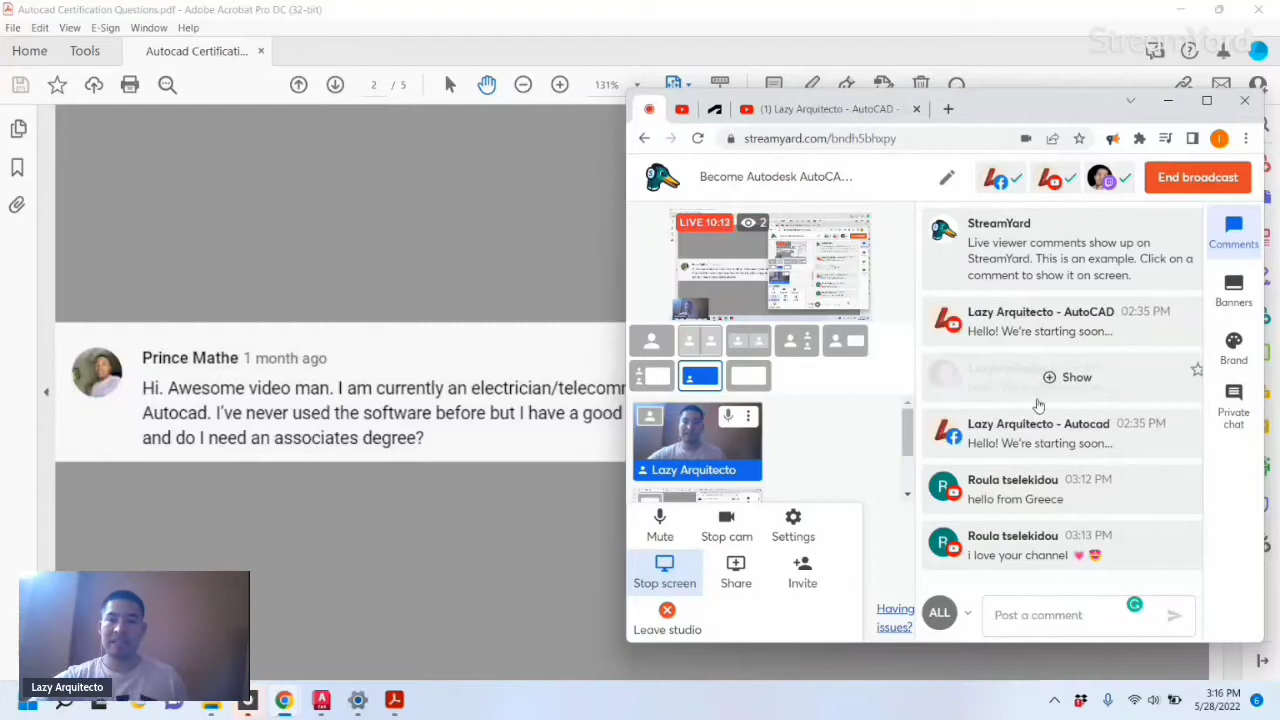 Autocad Certification Questions.pdf - Adobe Acrobat Pro DC (32-bit)
File Edit View E-Sign Window Help
StreamYard
Home Tools Autocad Certificati... ×
2 / 5 131%
(1) Lazy Arquitecto - AutoCAD -
streamyard.com/bndh5bhxpy
Become Autodesk AutoCA...
End broadcast
LIVE 10:12 2
StreamYard
Live viewer comments show up on
StreamYard. This is an example. Click on a
comment to show it on screen.
Comments
Banners
Brand
Private
chat
Lazy Arquitecto - AutoCAD 02:35 PM
Hello! We're starting soon...
Show
Lazy Arquitecto - Autocad 02:35 PM
Hello! We're starting soon...
Roula tselekidou 03:12 PM
hello from Greece
Roula tselekidou 03:13 PM
i love your channel 💗 😍
Prince Mathe 1 month ago
Hi. Awesome video man. I am currently an electrician/telecomm
Autocad. I've never used the software before but I have a good
and do I need an associates degree?
Lazy Arquitecto
Mute Stop cam Settings
Stop screen Share Invite
Leave studio
Having
issues?
ALL Post a comment
Lazy Arquitecto
3:16 PM
5/28/2022
6